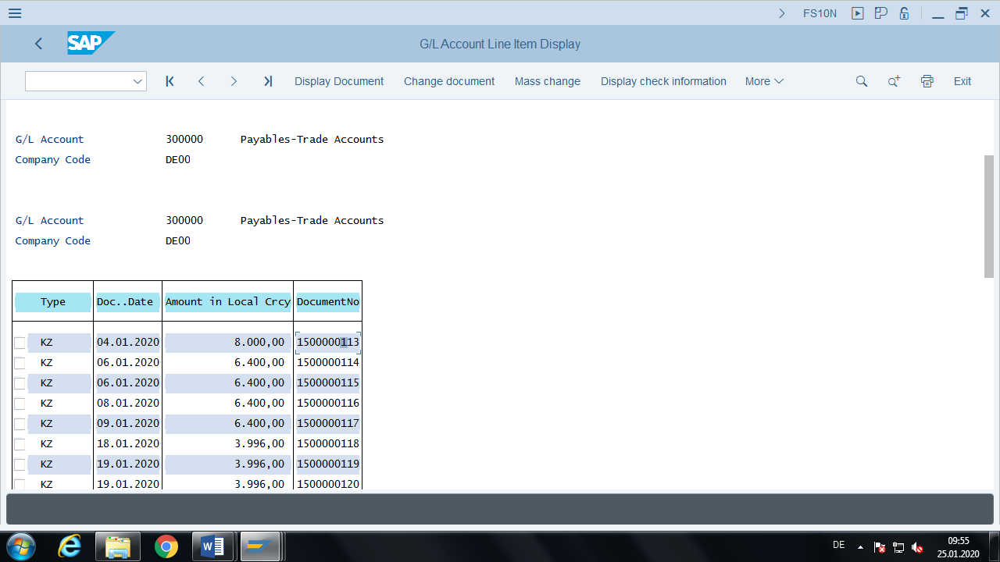 FS10N
SAP
G/L Account Line Item Display
Display Document Change document Mass change Display check information More Exit
G/L Account 300000 Payables-Trade Accounts
Company Code DE00
G/L Account 300000 Payables-Trade Accounts
Company Code DE00
Type Doc..Date Amount in Local Crcy DocumentNo
KZ 04.01.2020 8.000,00 1500000113
KZ 06.01.2020 6.400,00 1500000114
KZ 06.01.2020 6.400,00 1500000115
KZ 08.01.2020 6.400,00 1500000116
KZ 09.01.2020 6.400,00 1500000117
KZ 18.01.2020 3.996,00 1500000118
KZ 19.01.2020 3.996,00 1500000119
KZ 19.01.2020 3.996,00 1500000120
DE 09:55
25.01.2020